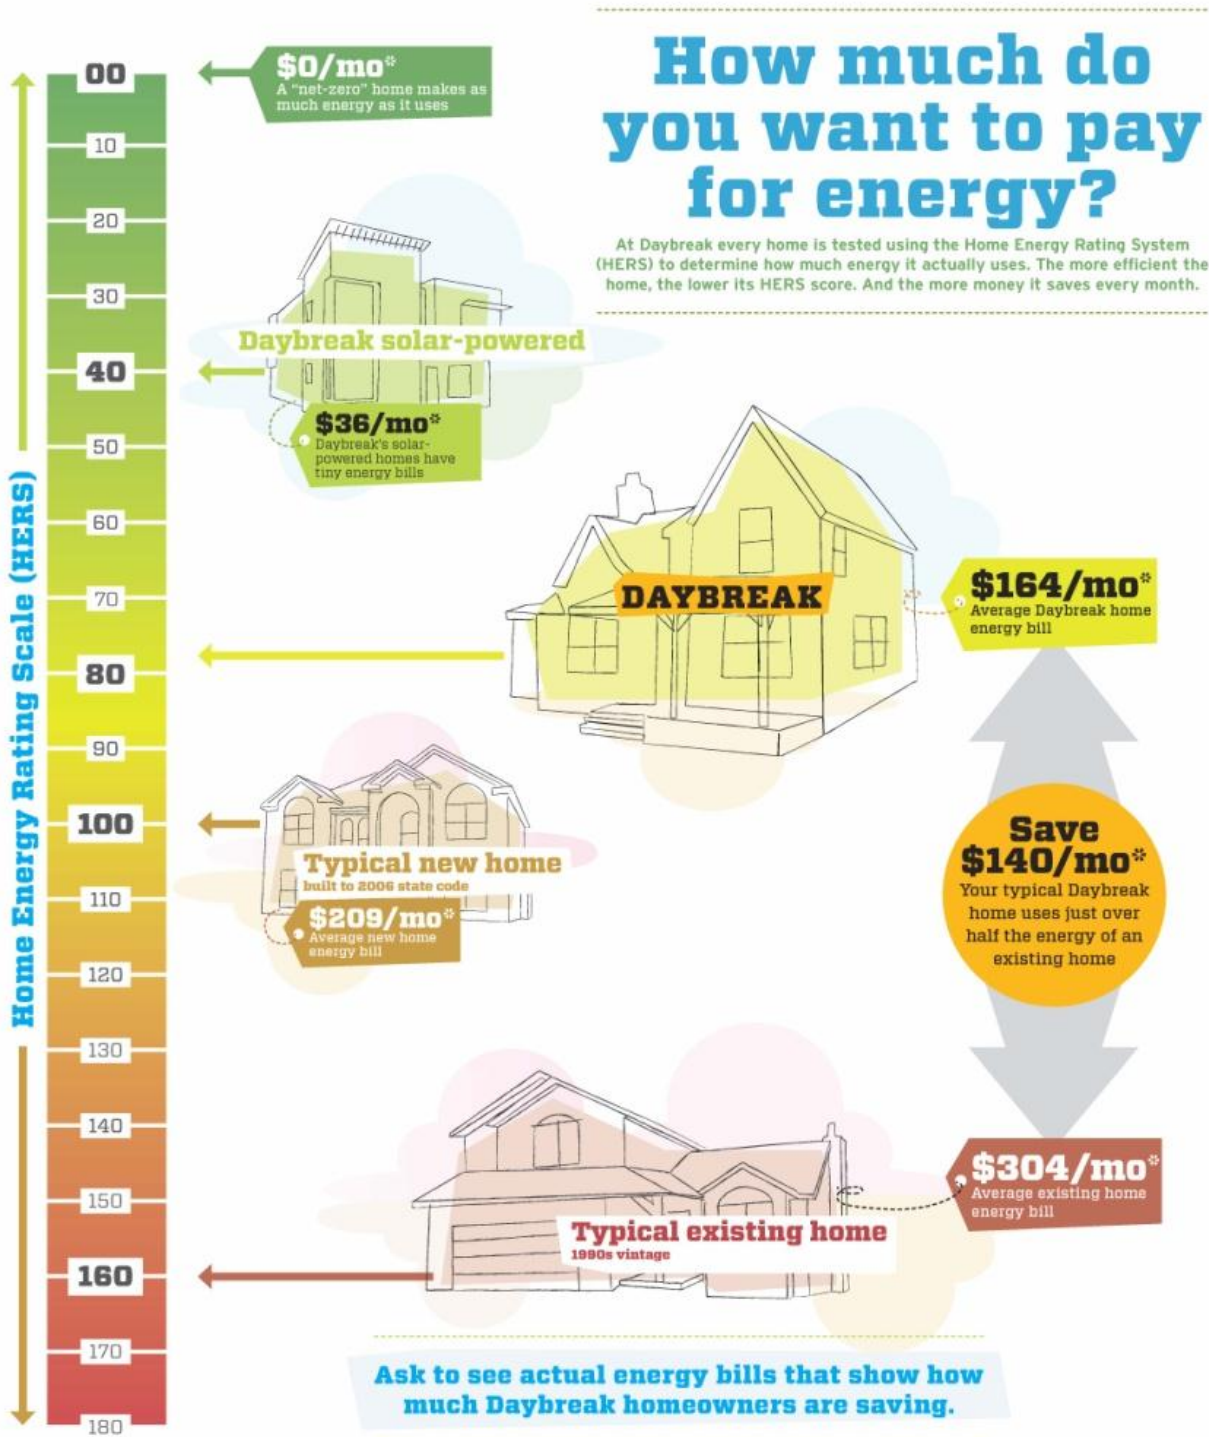 How much do
you want to pay
for energy?
At Daybreak every home is tested using the Home Energy Rating System
(HERS) to determine how much energy it actually uses. The more efficient the
home, the lower its HERS score. And the more money it saves every month.
Home Energy Rating Scale (HERS)
00
10
20
30
40
50
60
70
80
90
100
110
120
130
140
150
160
170
180
$0/mo*
A "net-zero" home makes as
much energy as it uses
Daybreak solar-powered
$36/mo*
Daybreak's solar-
powered homes have
tiny energy bills
DAYBREAK
$164/mo*
Average Daybreak home
energy bill
Typical new home
built to 2006 state code
$209/mo*
Average new home
energy bill
Save
$140/mo*
Your typical Daybreak
home uses just over
half the energy of an
existing home
Typical existing home
1990s vintage
$304/mo*
Average existing home
energy bill
Ask to see actual energy bills that show how
much Daybreak homeowners are saving.